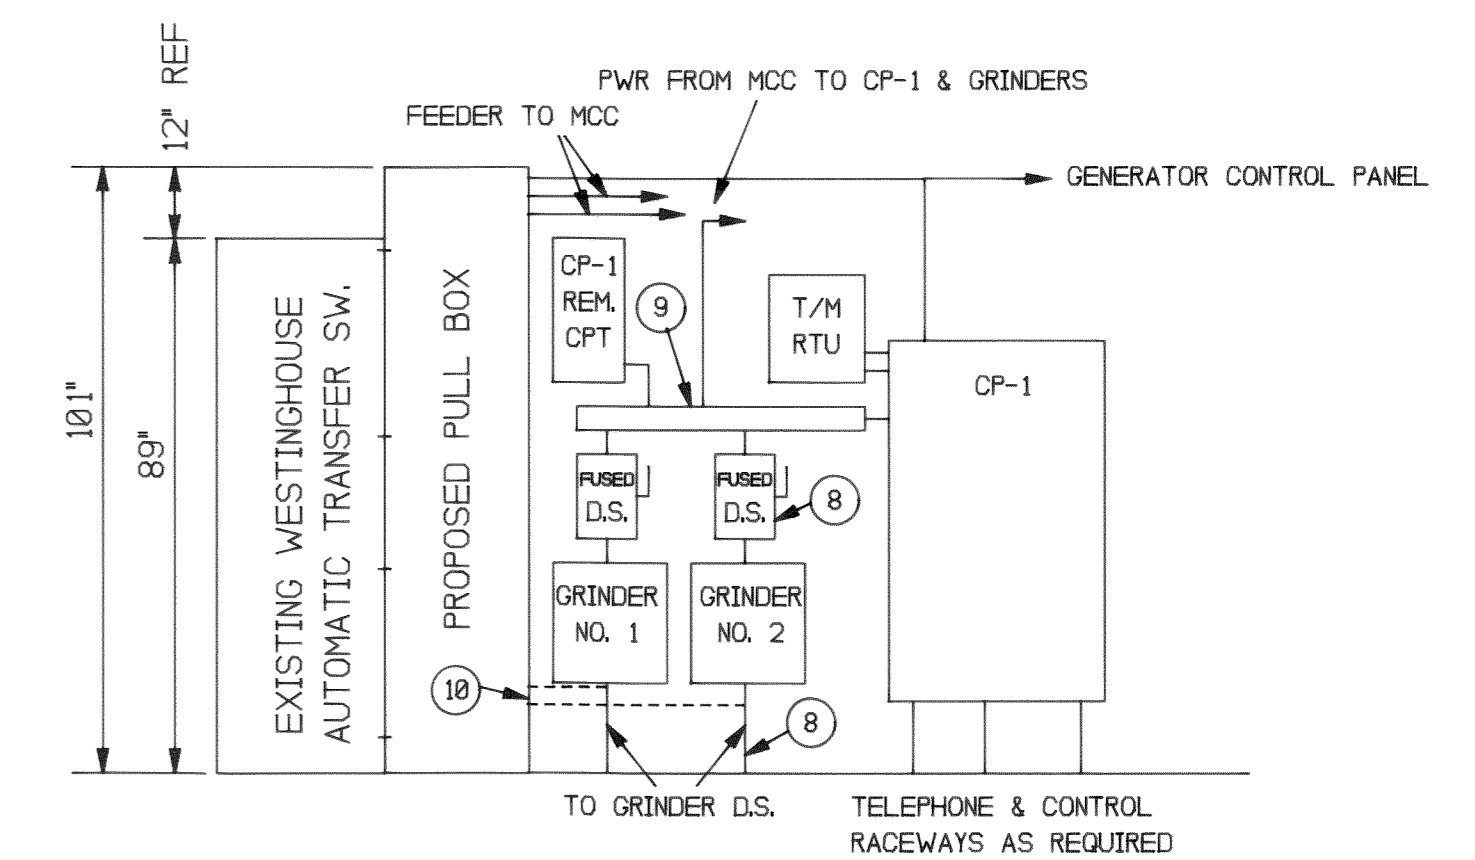 12" REF
PWR FROM MCC TO CP-1 & GRINDERS
FEEDER TO MCC
GENERATOR CONTROL PANEL
101"
89"
EXISTING WESTINGHOUSE
AUTOMATIC TRANSFER SW.
PROPOSED PULL BOX
CP-1
REM.
CPT
9
T/M
RTU
CP-1
FUSED
D.S.
FUSED
D.S.
8
GRINDER
NO. 1
GRINDER
NO. 2
10
8
TO GRINDER D.S.
TELEPHONE & CONTROL
RACEWAYS AS REQUIRED